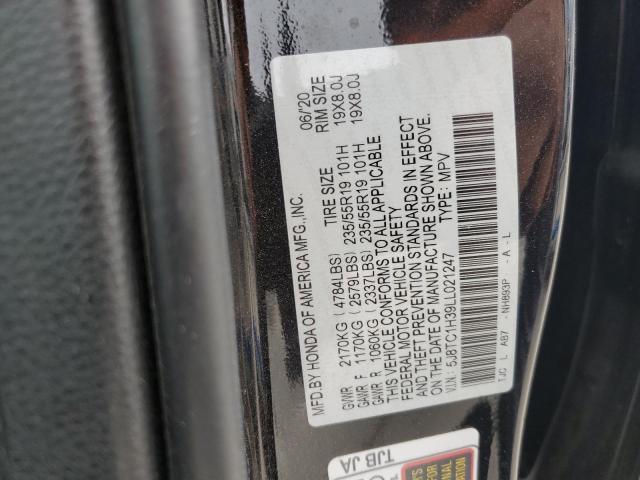 MFD.BY HONDA OF AMERICA MFG.,INC. 06/'20
TIRE SIZE RIM SIZE
GVWR 2170KG (4784LBS)
GAWR F 1170KG (2579LBS) 235/55R19 101H 19X8.0J
GAWR R 1060KG (2337LBS) 235/55R19 101H 19X8.0J
THIS VEHICLE CONFORMS TO ALL APPLICABLE
FEDERAL MOTOR VEHICLE SAFETY
AND THEFT PREVENTION STANDARDS IN EFFECT
ON THE DATE OF MANUFACTURE SHOWN ABOVE.
V.I.N.: 5J8TC1H39LL021247 TYPE: MPV
TJC L A87 - NH893P - A - L
TJB JA
FOR